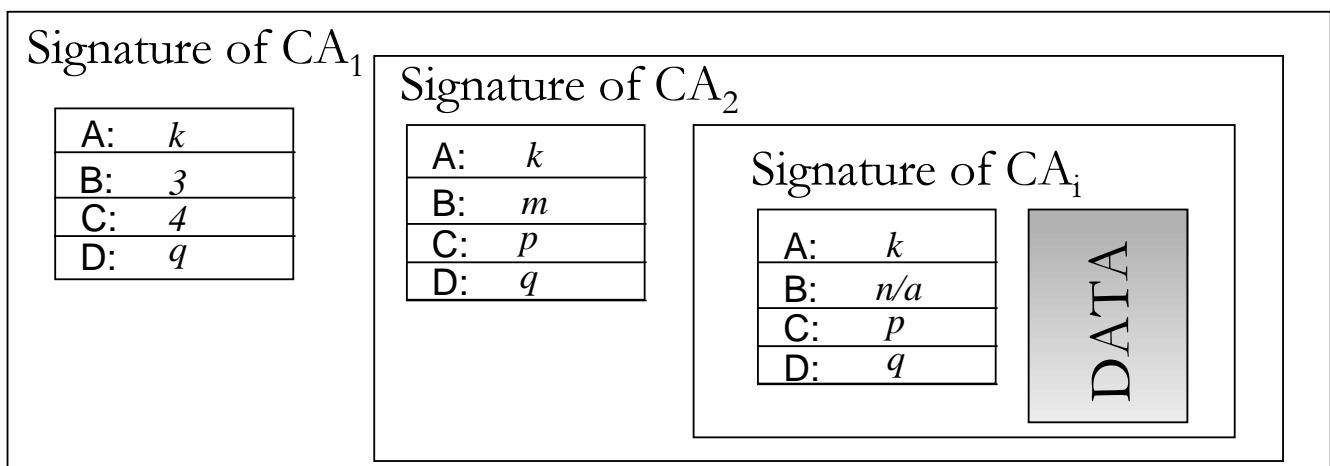 Signature of CA1
A: k
B: 3
C: 4
D: q
Signature of CA2
A: k
B: m
C: p
D: q
Signature of CAi
A: k
B: n/a
C: p
D: q
DATA